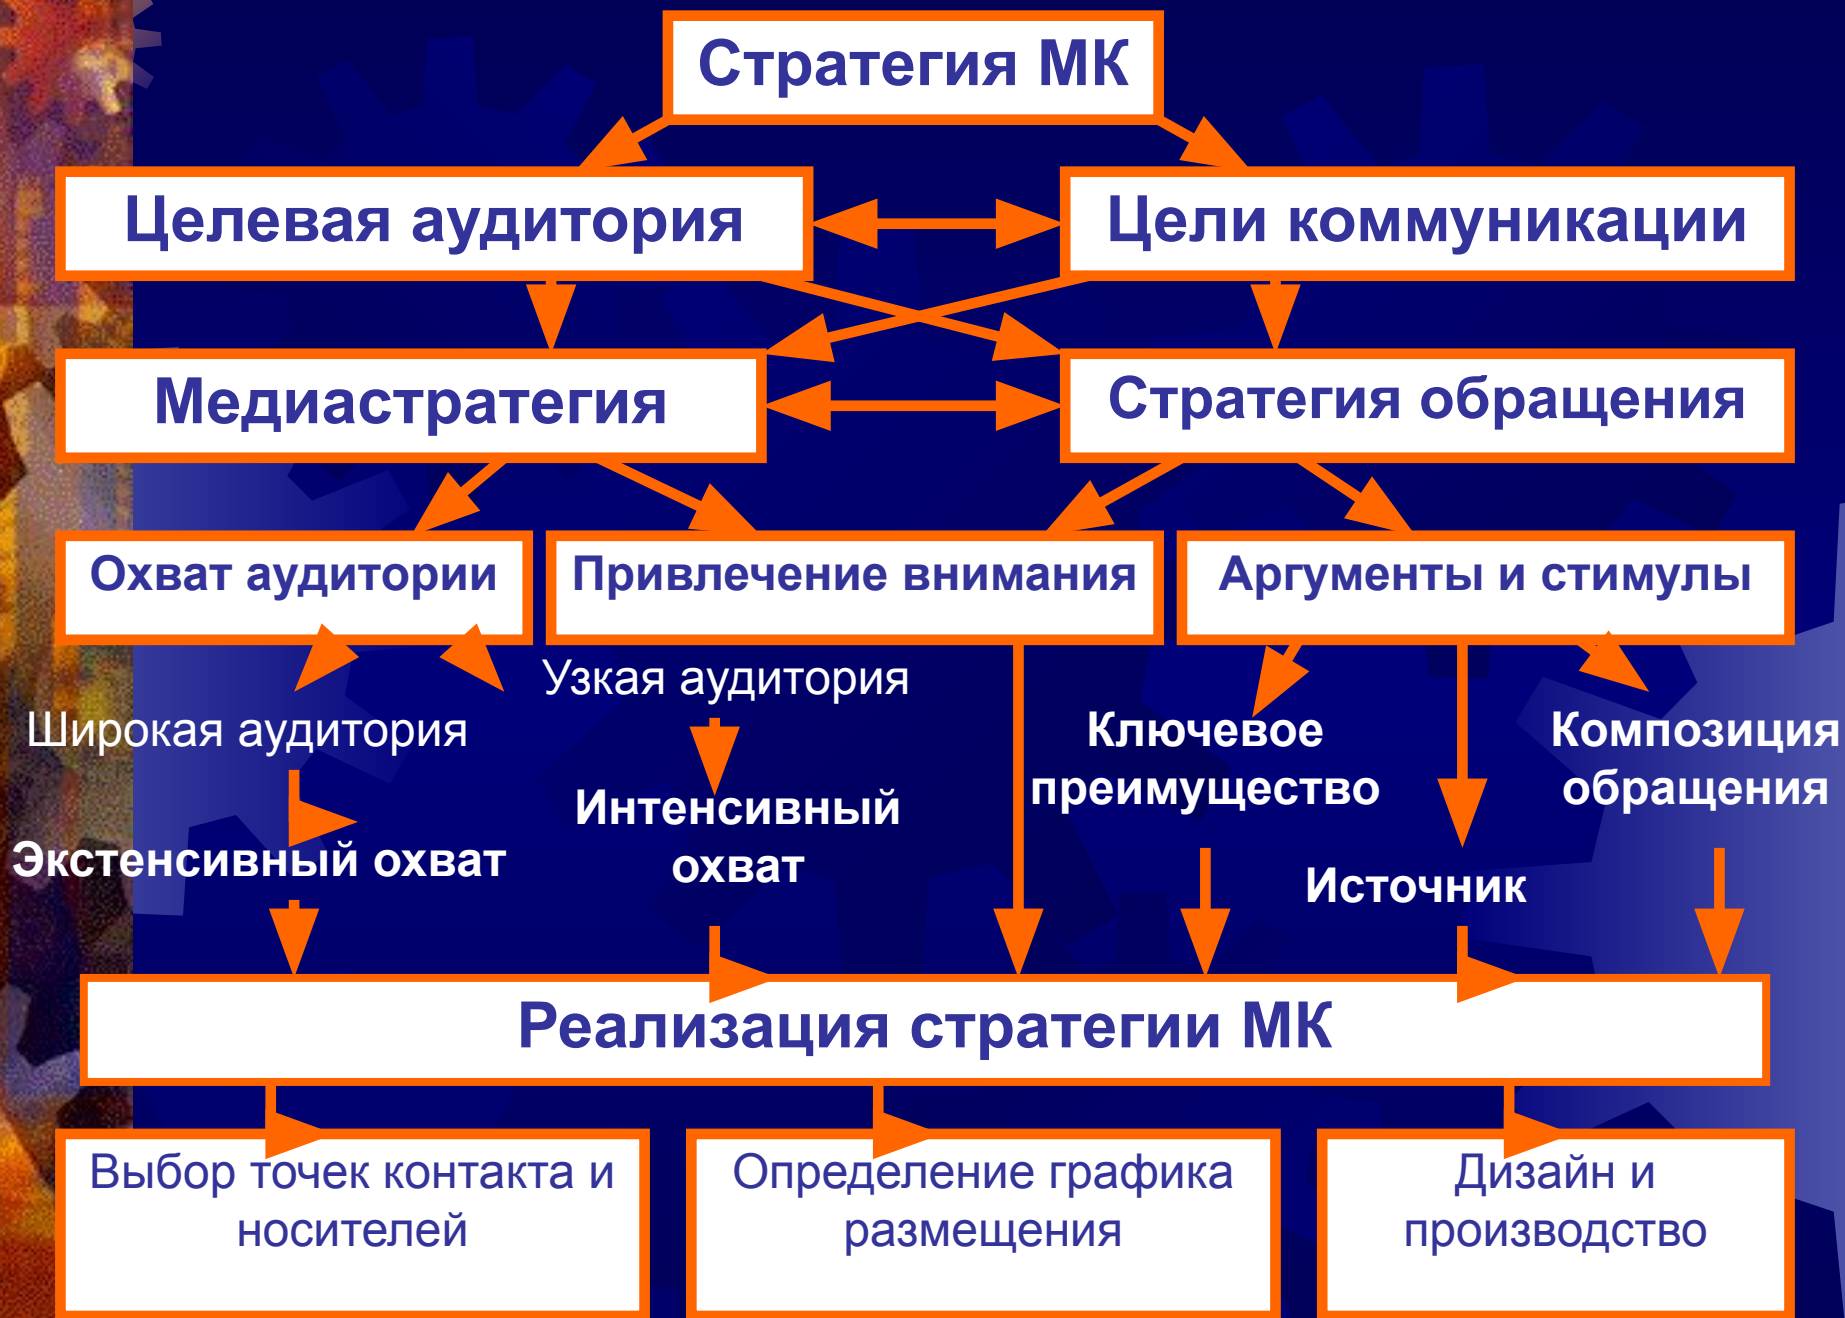 Стратегия МК
Целевая аудитория
Цели коммуникации
Медиастратегия
Стратегия обращения
Охват аудитории
Привлечение внимания
Аргументы и стимулы
Узкая аудитория
Широкая аудитория
Ключевое
преимущество
Композиция
обращения
Интенсивный
охват
Экстенсивный охват
Источник
Реализация стратегии МК
Выбор точек контакта и
носителей
Определение графика
размещения
Дизайн и
производство